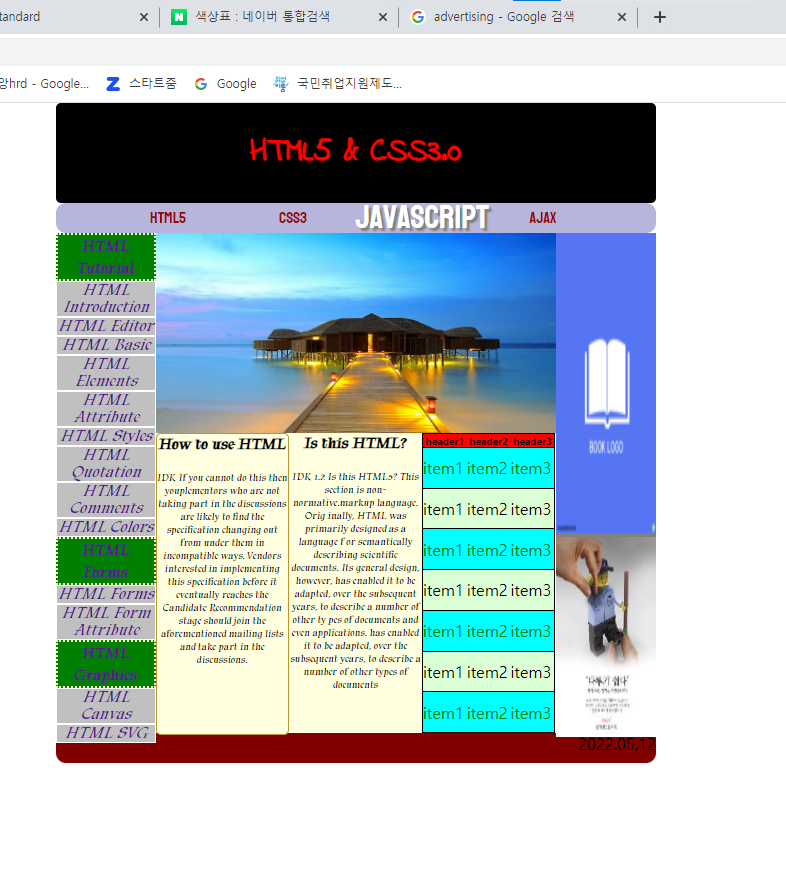 tandard
색상표 : 네이버 통합검색
advertising - Google 검색
앙hrd - Google...
스타트줌
Google
국민취업지원제도...
HTML5 & CSS3.0
HTML5 CSS3 JAVASCRIPT AJAX
HTML
Tutorial
HTML
Introduction
HTML Editor
HTML Basic
HTML
Elements
HTML
Attribute
HTML Styles
HTML
Quotation
HTML
Comments
HTML Colors
HTML
Forms
HTML Forms
HTML Form
Attribute
HTML
Graphics
HTML
Canvas
HTML SVG
How to use HTML
IDK If you cannot do this then
youplementors who are not
taking part in the discussions
are likely to find the
specification changing out
from under them in
incompatible ways. Vendors
interested in implementing
this specification before it
eventually reaches the
Candidate Recommendation
stage should join the
aforementioned mailing lists
and take part in the
discussions.
Is this HTML?
IDK 1.2 Is this HTML5? This
section is non-
normative.markup language.
Orig inally, HTML was
primarily designed as a
language f or semantically
describing scientific
documents. Its general design,
however, has enabled it to be
adapted, over the subsequent
years, to describe a number of
other ty pes of documents and
even applications. has enabled
it to be adapted, over the
subsequent years, to describe a
number of other types of
documents
header1 header2 header3
item1 item2 item3
item1 item2 item3
item1 item2 item3
item1 item2 item3
item1 item2 item3
item1 item2 item3
item1 item2 item3
BOOK LOGO
"다루기 쉽다"
2022.05.12